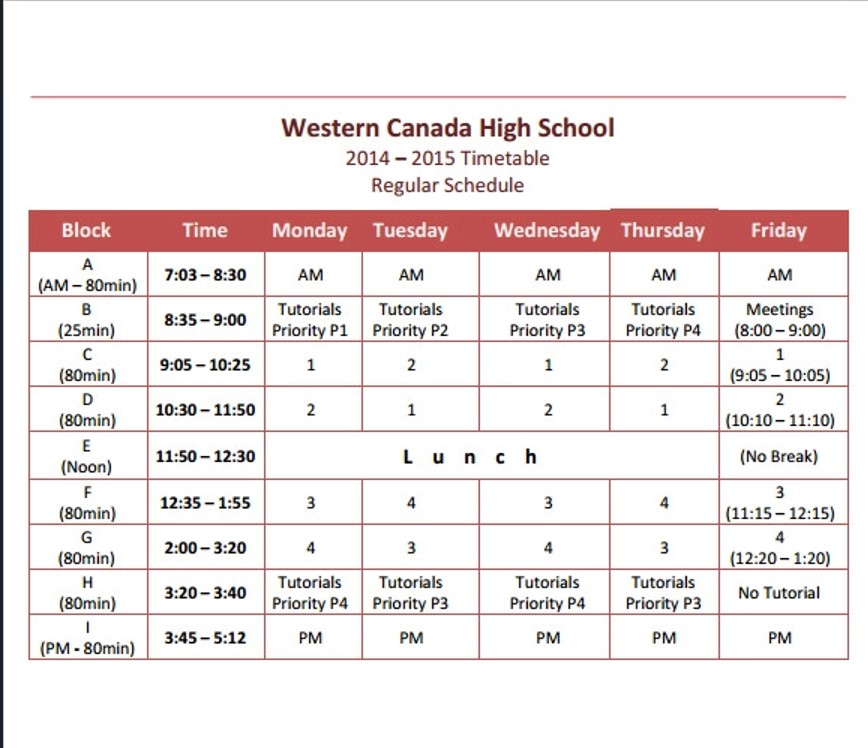 Western Canada High School
2014 – 2015 Timetable
Regular Schedule
Block Time Monday Tuesday Wednesday Thursday Friday
A
(AM – 80min) 7:03 – 8:30 AM AM AM AM AM
B
(25min) 8:35 – 9:00 Tutorials Priority P1 Tutorials Priority P2 Tutorials Priority P3 Tutorials Priority P4 Meetings (8:00 – 9:00)
C
(80min) 9:05 – 10:25 1 2 1 2 1 (9:05 – 10:05)
D
(80min) 10:30 – 11:50 2 1 2 1 2 (10:10 – 11:10)
E
(Noon) 11:50 – 12:30 L u n c h (No Break)
F
(80min) 12:35 – 1:55 3 4 3 4 3 (11:15 – 12:15)
G
(80min) 2:00 – 3:20 4 3 4 3 4 (12:20 – 1:20)
H
(80min) 3:20 – 3:40 Tutorials Priority P4 Tutorials Priority P3 Tutorials Priority P4 Tutorials Priority P3 No Tutorial
I
(PM - 80min) 3:45 – 5:12 PM PM PM PM PM